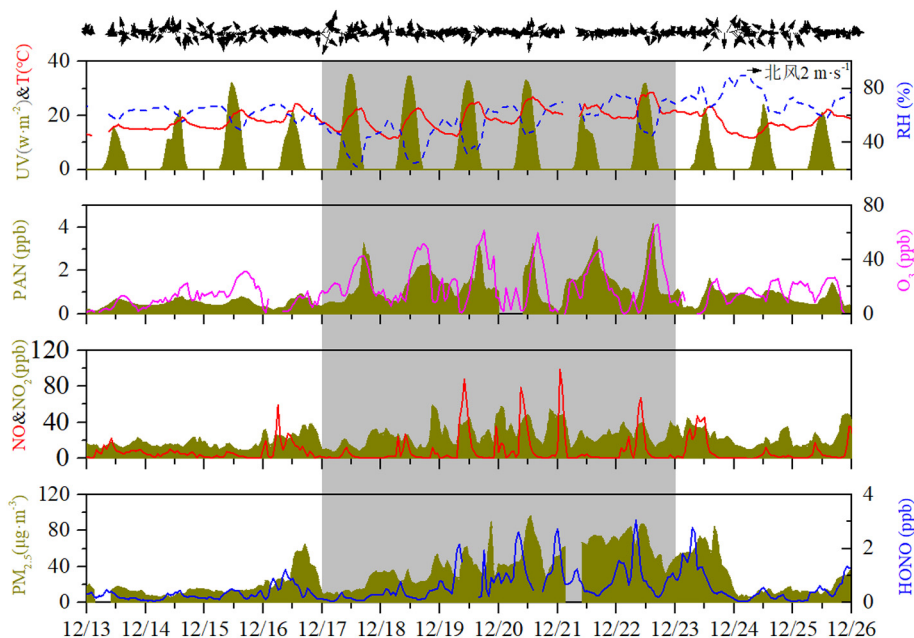 北风2 m·s⁻¹
UV(w·m⁻²)&T(℃)
40
20
0
RH (%)
80
40
PAN (ppb)
4
2
0
O₃ (ppb)
80
40
0
NO&NO₂(ppb)
120
80
40
0
PM₂.₅(μg·m⁻³)
120
80
40
0
HONO (ppb)
4
2
0
12/13 12/14 12/15 12/16 12/17 12/18 12/19 12/20 12/21 12/22 12/23 12/24 12/25 12/26